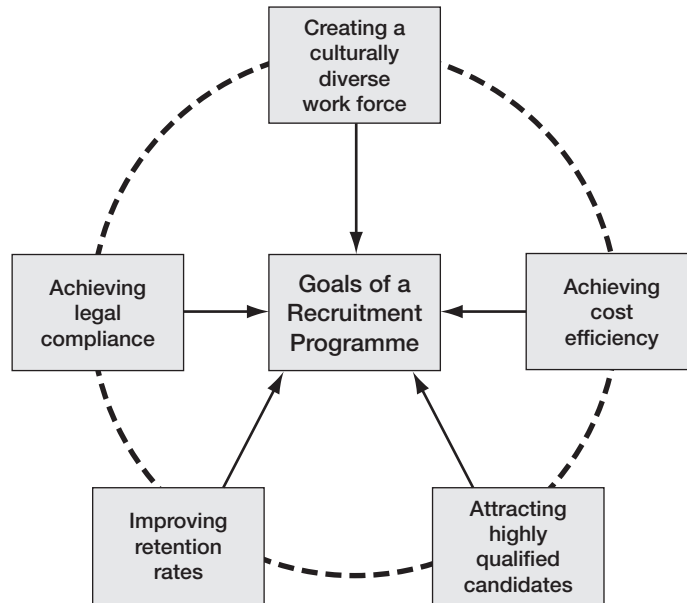 Creating a
culturally
diverse
work force
Achieving
legal
compliance
Goals of a
Recruitment
Programme
Achieving
cost
efficiency
Improving
retention
rates
Attracting
highly
qualified
candidates